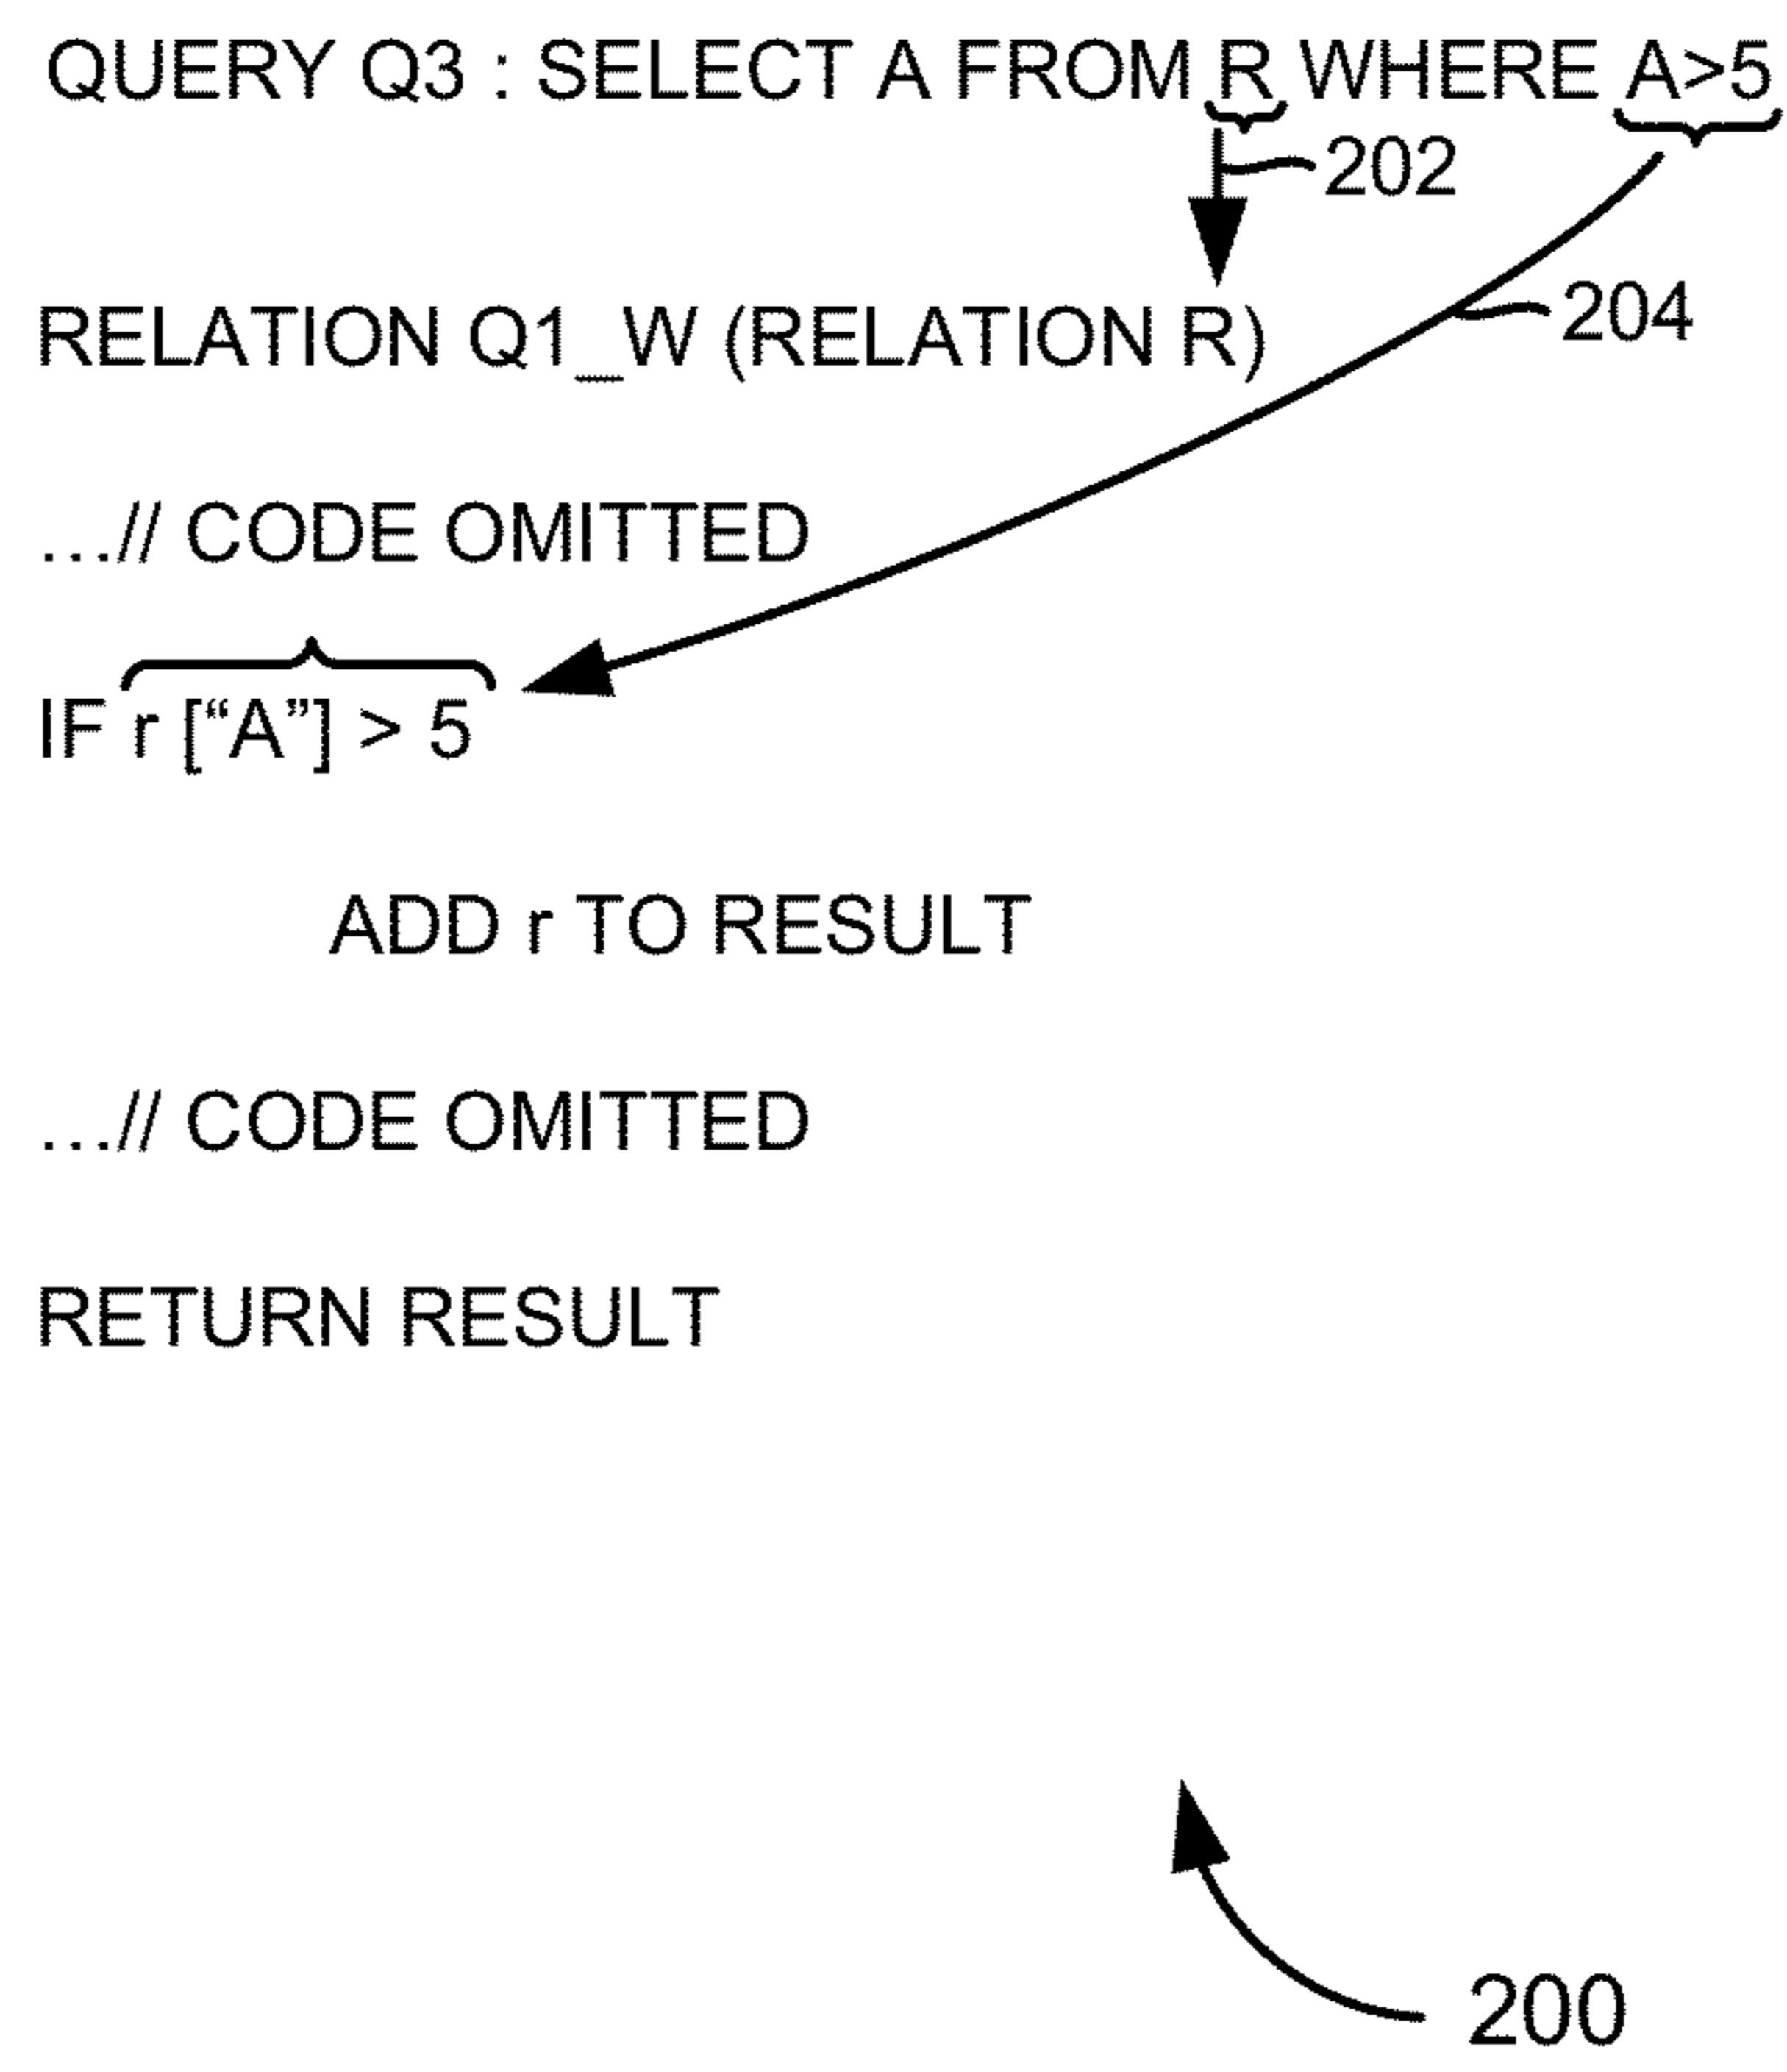 QUERY Q3 : SELECT A FROM R WHERE A>5
202
204
RELATION Q1_W (RELATION R)
...// CODE OMITTED
IF r [“A”] > 5
ADD r TO RESULT
...// CODE OMITTED
RETURN RESULT
200